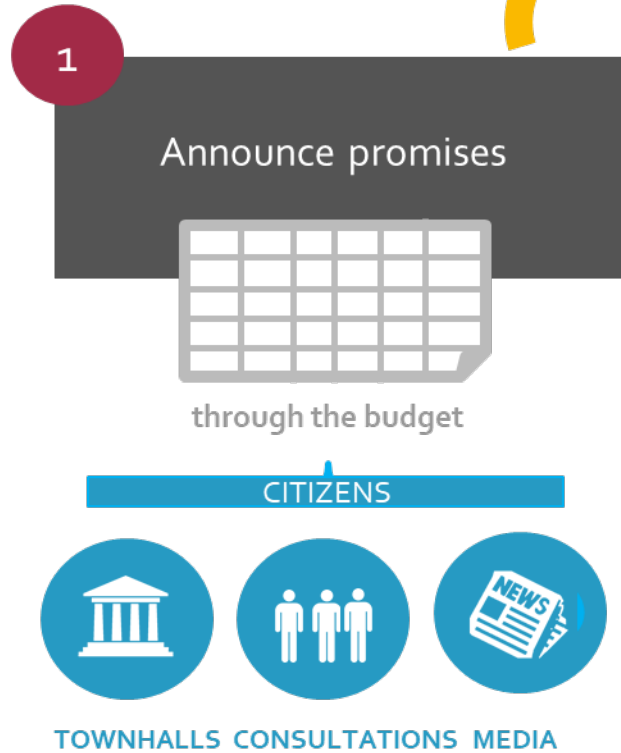 1
Announce promises
through the budget
CITIZENS
NEWS
TOWNHALLS CONSULTATIONS MEDIA